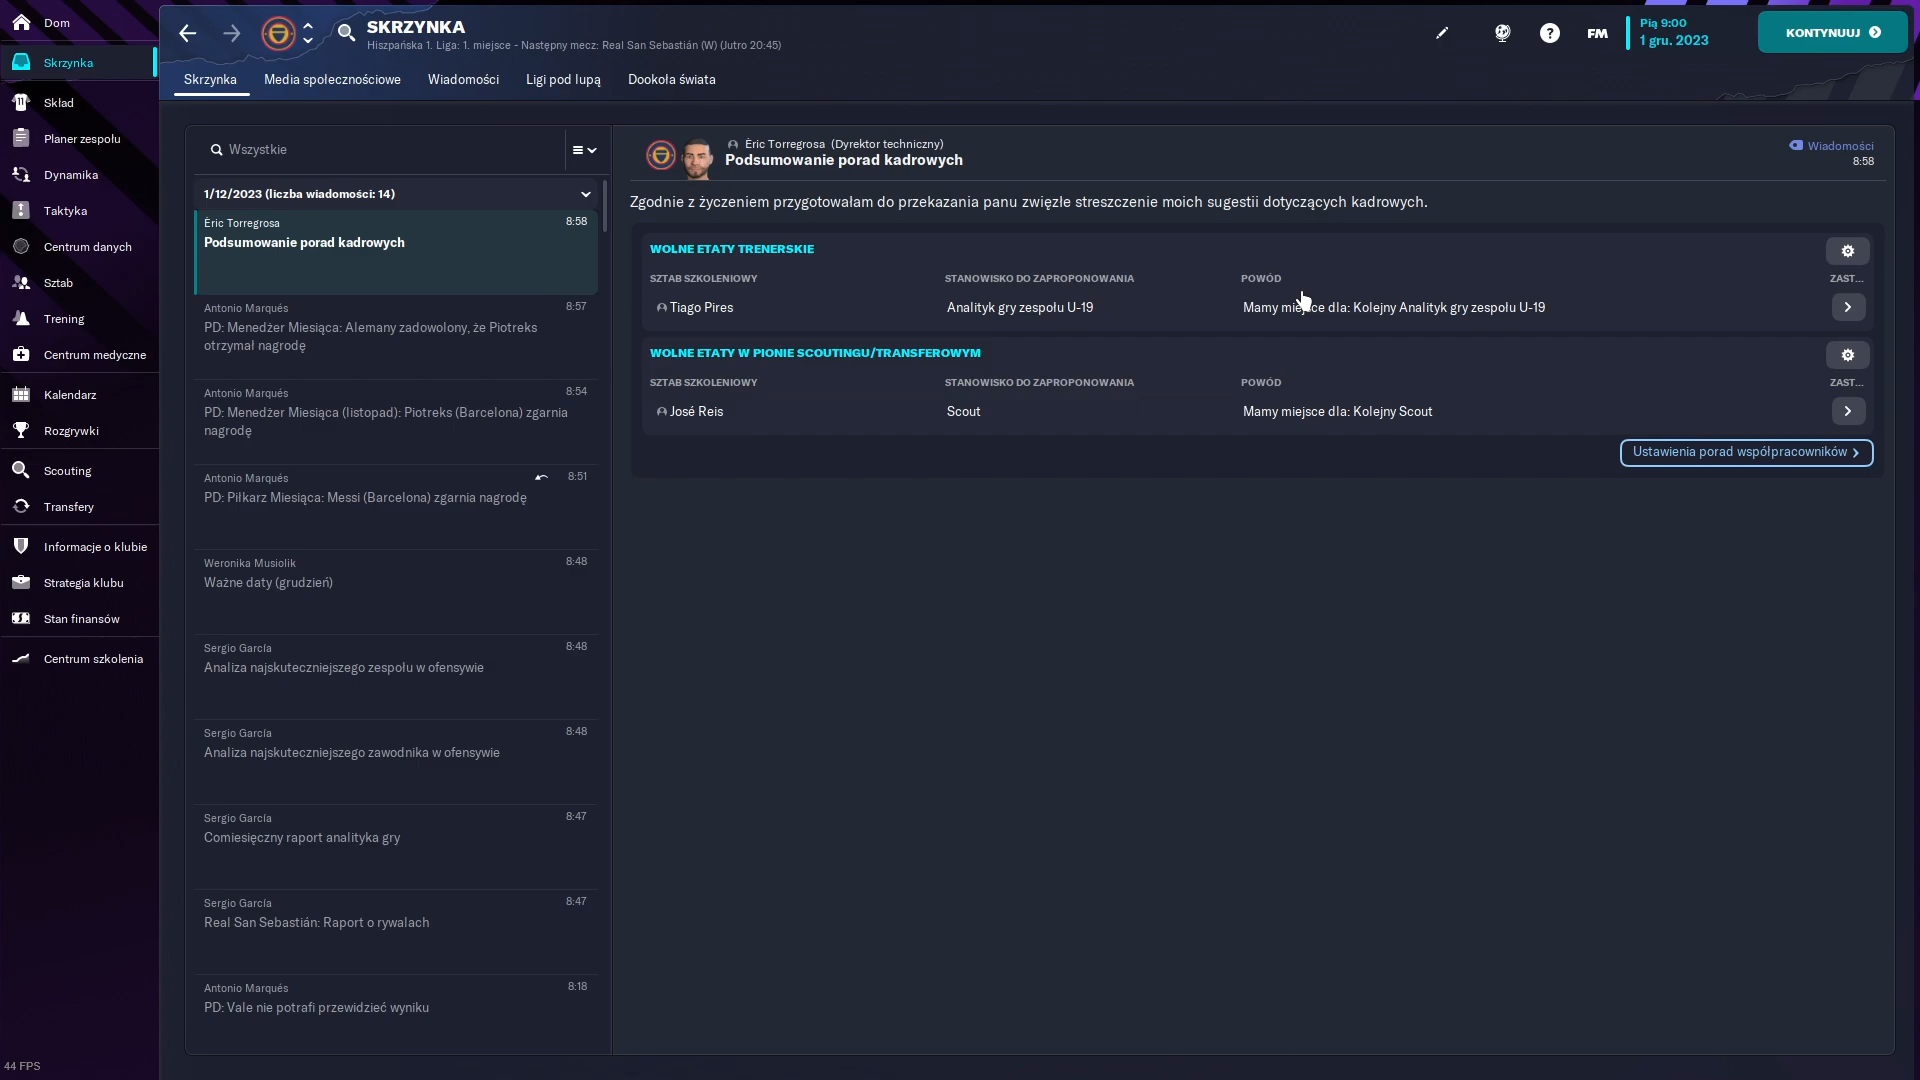 Dom
Skrzynka
Skład
Planer zespołu
Dynamika
Taktyka
Centrum danych
Sztab
Trening
Centrum medyczne
Kalendarz
Rozgrywki
Scouting
Transfery
Informacje o klubie
Strategia klubu
Stan finansów
Centrum szkolenia
44 FPS
SKRZYNKA
Hiszpańska 1. Liga: 1. miejsce - Następny mecz: Real San Sebastián (W) (Jutro 20:45)
FM
Pią 9:00
1 gru. 2023
KONTYNUUJ
Skrzynka
Media społecznościowe
Wiadomości
Ligi pod lupą
Dookoła świata
Wszystkie
1/12/2023 (liczba wiadomości: 14)
Èric Torregrosa 8:58
Podsumowanie porad kadrowych
Antonio Marqués 8:57
PD: Menedżer Miesiąca: Alemany zadowolony, że Piotreks
otrzymał nagrodę
Antonio Marqués 8:54
PD: Menedżer Miesiąca (listopad): Piotreks (Barcelona) zgarnia
nagrodę
Antonio Marqués 8:51
PD: Piłkarz Miesiąca: Messi (Barcelona) zgarnia nagrodę
Weronika Musiolik 8:48
Ważne daty (grudzień)
Sergio García 8:48
Analiza najskuteczniejszego zespołu w ofensywie
Sergio García 8:48
Analiza najskuteczniejszego zawodnika w ofensywie
Sergio García 8:47
Comiesięczny raport analityka gry
Sergio García 8:47
Real San Sebastián: Raport o rywalach
Antonio Marqués 8:18
PD: Vale nie potrafi przewidzieć wyniku
Èric Torregrosa (Dyrektor techniczny)
Podsumowanie porad kadrowych
Wiadomości
8:58
Zgodnie z życzeniem przygotowałam do przekazania panu zwięzłe streszczenie moich sugestii dotyczących kadrowych.
WOLNE ETATY TRENERSKIE
SZTAB SZKOLENIOWY STANOWISKO DO ZAPROPONOWANIA POWÓD ZAST...
Tiago Pires Analityk gry zespołu U-19 Mamy miejsce dla: Kolejny Analityk gry zespołu U-19
WOLNE ETATY W PIONIE SCOUTINGU/TRANSFEROWYM
SZTAB SZKOLENIOWY STANOWISKO DO ZAPROPONOWANIA POWÓD ZAST...
José Reis Scout Mamy miejsce dla: Kolejny Scout
Ustawienia porad współpracowników